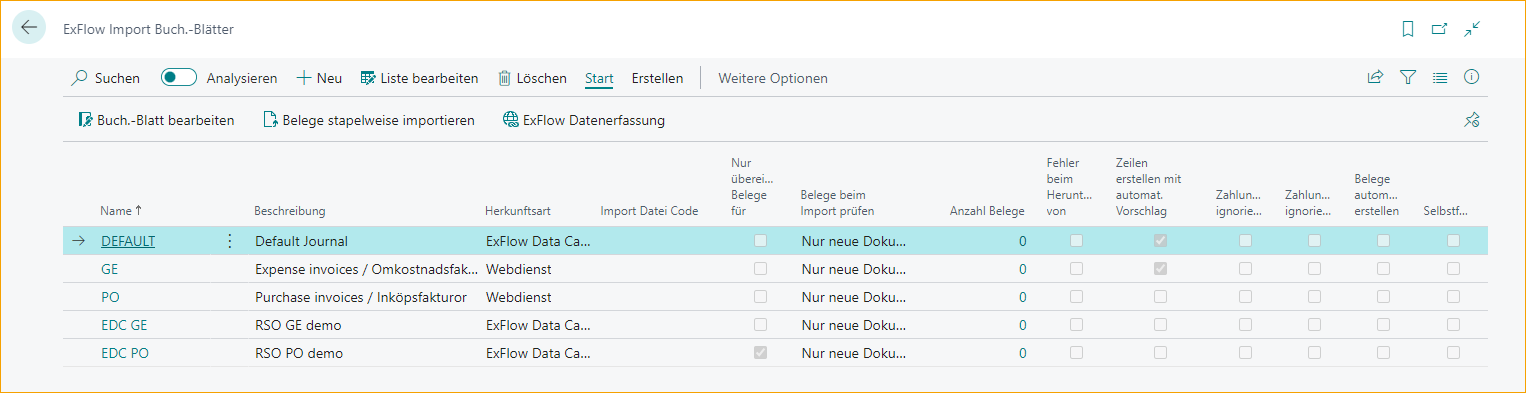 ExFlow Import Buch.-Blätter
Suchen Analysieren Neu Liste bearbeiten Löschen Start Erstellen Weitere Optionen
Buch.-Blatt bearbeiten Belege stapelweise importieren ExFlow Datenerfassung
Name ↑ Beschreibung Herkunftsart Import Datei Code Nur überei... Belege für Belege beim Import prüfen Anzahl Belege Fehler beim Herunt... von Zeilen erstellen mit automat. Vorschlag Zahlun... ignorie... Zahlun... ignorie... Belege autom... erstellen Selbstf...
DEFAULT Default Journal ExFlow Data Ca... Nur neue Doku... 0
GE Expense invoices / Omkostnadsfak... Webdienst Nur neue Doku... 0
PO Purchase invoices / Inköpsfakturor Webdienst Nur neue Doku... 0
EDC GE RSO GE demo ExFlow Data Ca... Nur neue Doku... 0
EDC PO RSO PO demo ExFlow Data Ca... Nur neue Doku... 0